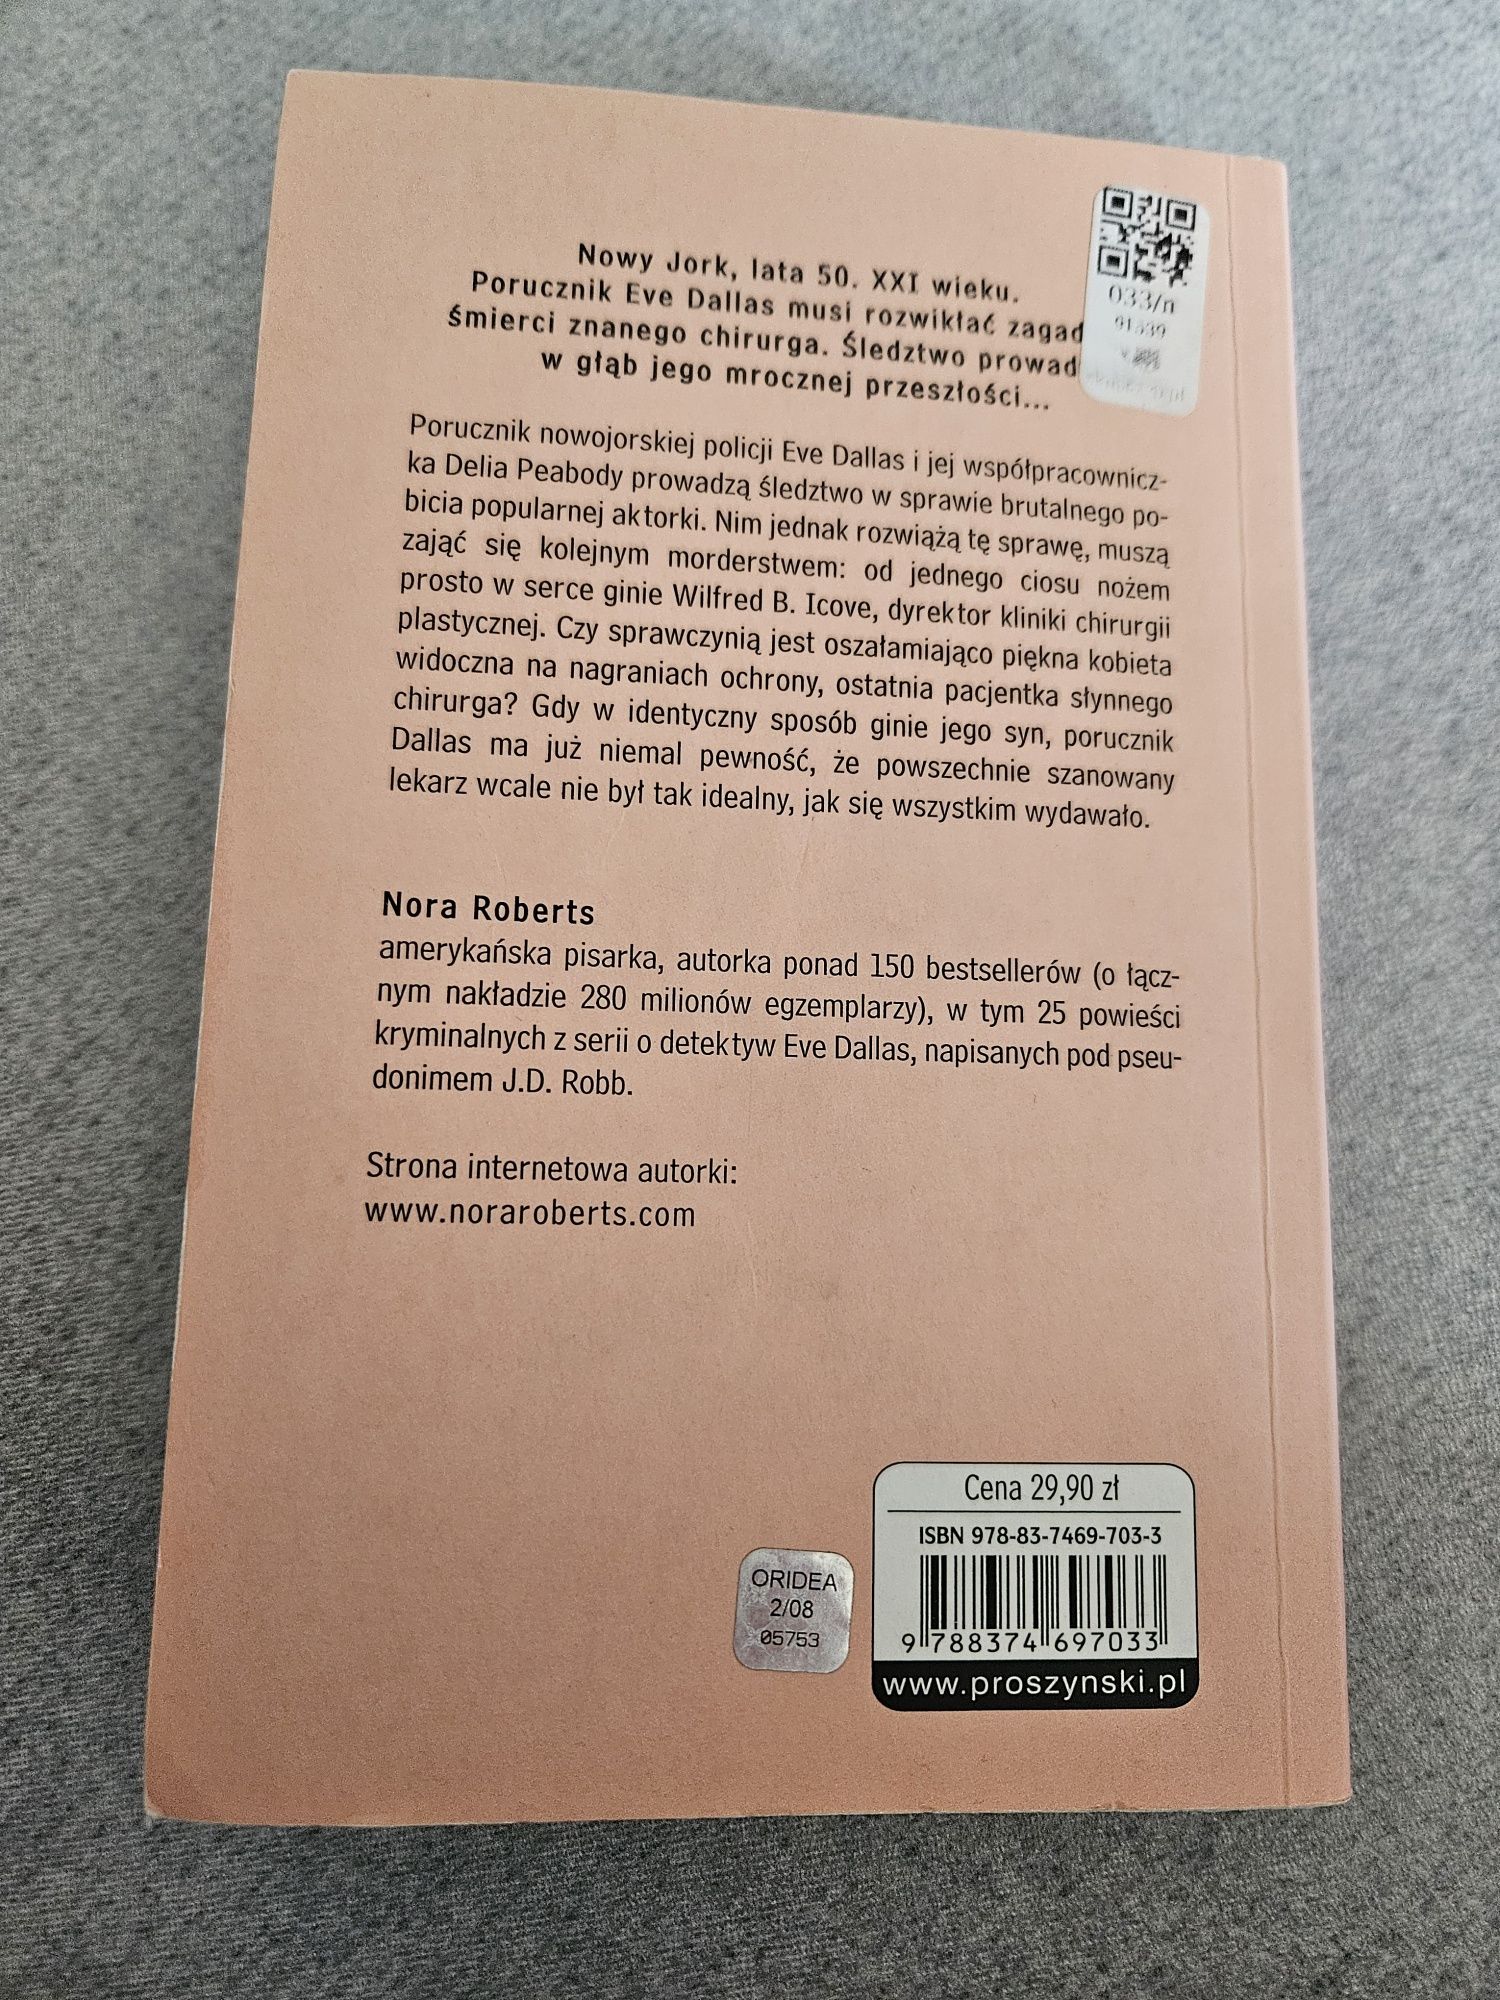 Nowy Jork, lata 50. XXI wieku.
Porucznik Eve Dallas musi rozwikłać zagad
śmierci znanego chirurga. Śledztwo prowad
w głąb jego mrocznej przeszłości...
033/n
Porucznik nowojorskiej policji Eve Dallas i jej współpracownicz-
ka Delia Peabody prowadzą śledztwo w sprawie brutalnego po-
bicia popularnej aktorki. Nim jednak rozwiążą tę sprawę, muszą
zająć się kolejnym morderstwem: od jednego ciosu nożem
prosto w serce ginie Wilfred B. Icove, dyrektor kliniki chirurgii
plastycznej. Czy sprawczynią jest oszałamiająco piękna kobieta
widoczna na nagraniach ochrony, ostatnia pacjentka słynnego
chirurga? Gdy w identyczny sposób ginie jego syn, porucznik
Dallas ma już niemal pewność, że powszechnie szanowany
lekarz wcale nie był tak idealny, jak się wszystkim wydawało.
Nora Roberts
amerykańska pisarka, autorka ponad 150 bestsellerów (o łącz-
nym nakładzie 280 milionów egzemplarzy), w tym 25 powieści
kryminalnych z serii o detektyw Eve Dallas, napisanych pod pseu-
donimem J.D. Robb.
Strona internetowa autorki:
www.noraroberts.com
Cena 29,90 zł
ISBN 978-83-7469-703-3
9 788374 697033
www.proszynski.pl
ORIDEA
2/08
05753